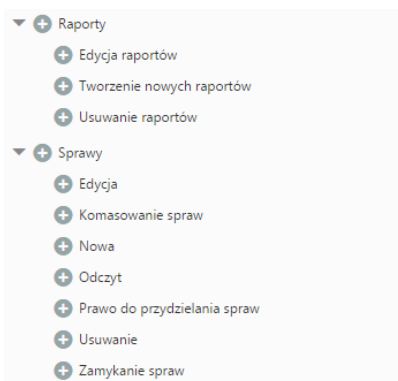 Raporty
Edycja raportów
Tworzenie nowych raportów
Usuwanie raportów
Sprawy
Edycja
Komasowanie spraw
Nowa
Odczyt
Prawo do przydzielania spraw
Usuwanie
Zamykanie spraw